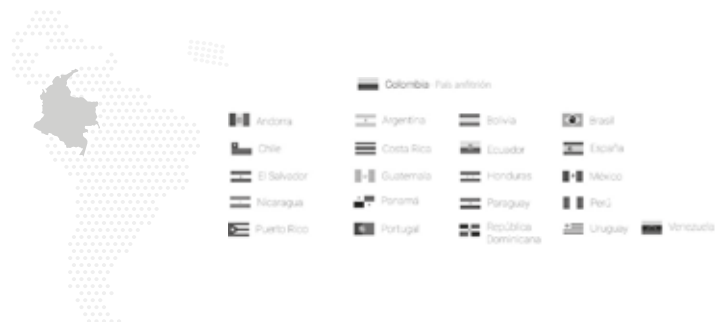 Colombia País anfitrión
Andorra
Argentina
Bolivia
Brasil
Chile
Costa Rica
Ecuador
España
El Salvador
Guatemala
Honduras
México
Nicaragua
Panamá
Paraguay
Perú
Puerto Rico
Portugal
República
Dominicana
Uruguay
Venezuela